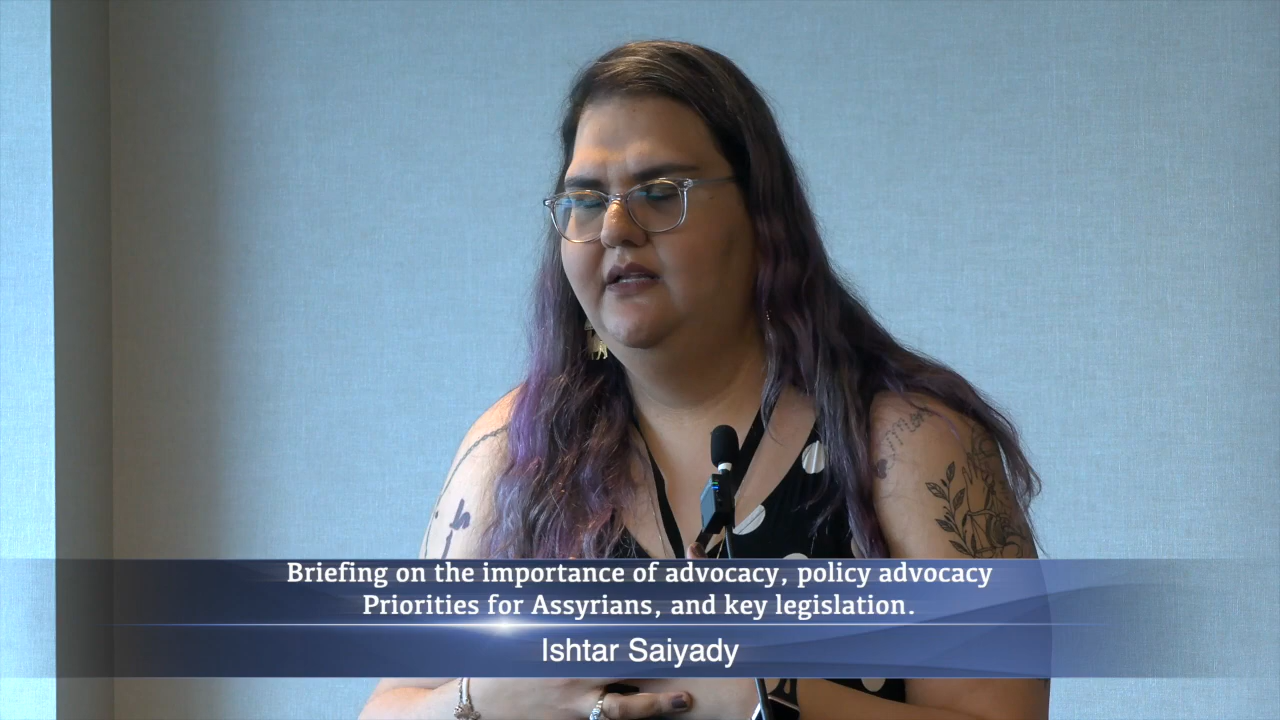 Briefing on the importance of advocacy, policy advocacy
Priorities for Assyrians, and key legislation.
Ishtar Saiyady